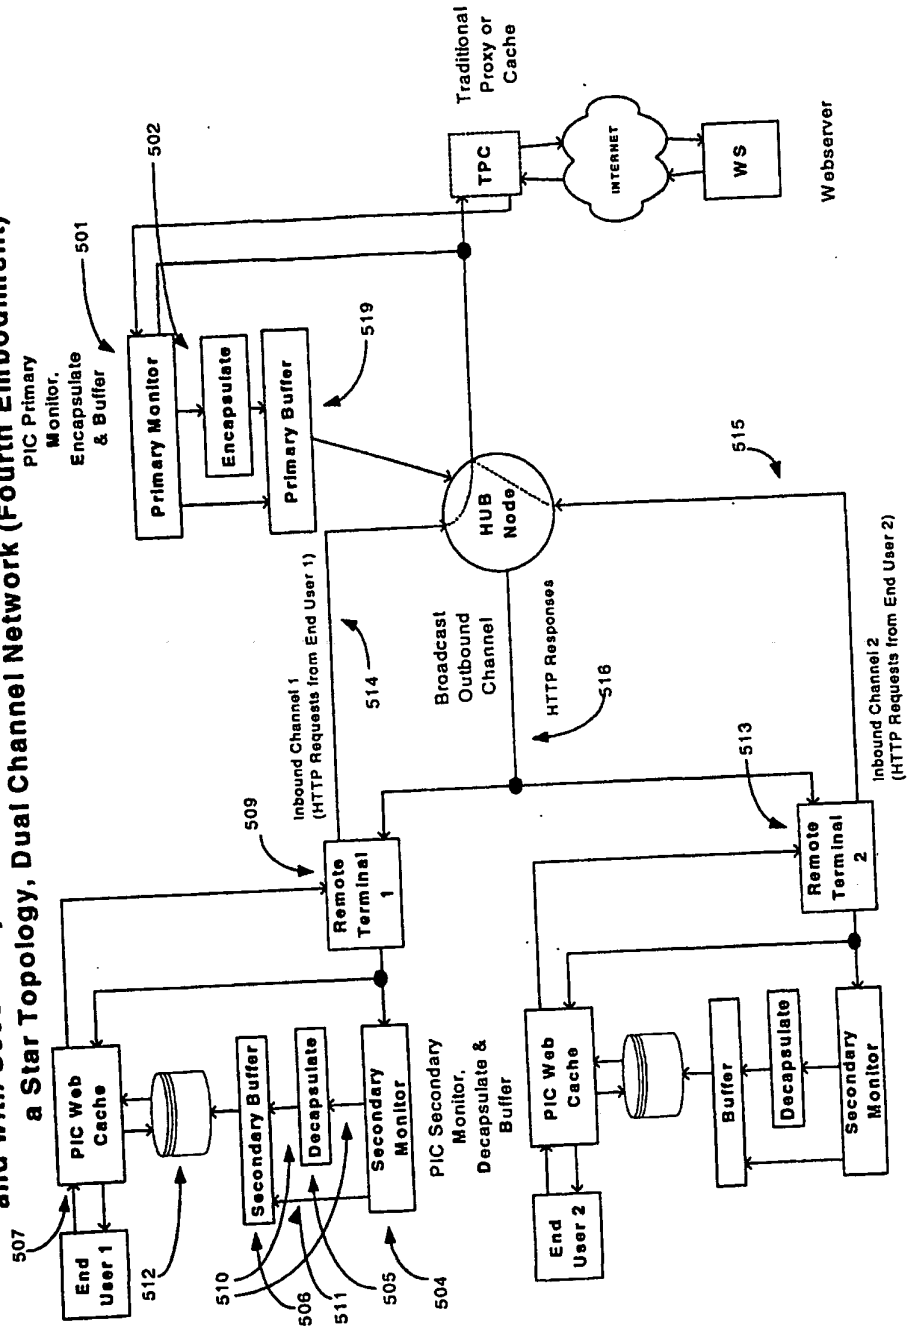 and With
a Star Topology, Dual Channel Network (Fourth Embodiment)
507
End
User 1
PIC Web
Cache
512
510
506
511
505
504
Secondary Buffer
Decapsulate
Secondary
Monitor
509
Remote
Terminal
1
Inbound Channel 1
(HTTP Requests from End User 1)
514
PIC Primary
Monitor,
Encapsulate
& Buffer
501
502
Primary Monitor
Encapsulate
Primary Buffer
519
PIC Secondary
Monitor,
Decapsulate &
Buffer
Broadcast
Outbound
Channel
HTTP Responses
516
HUB
Node
TPC
Traditional
Proxy or
Cache
INTERNET
WS
Webserver
End
User 2
PIC Web
Cache
Buffer
Decapsulate
Secondary
Monitor
513
Remote
Terminal
2
515
Inbound Channel 2
(HTTP Requests from End User 2)